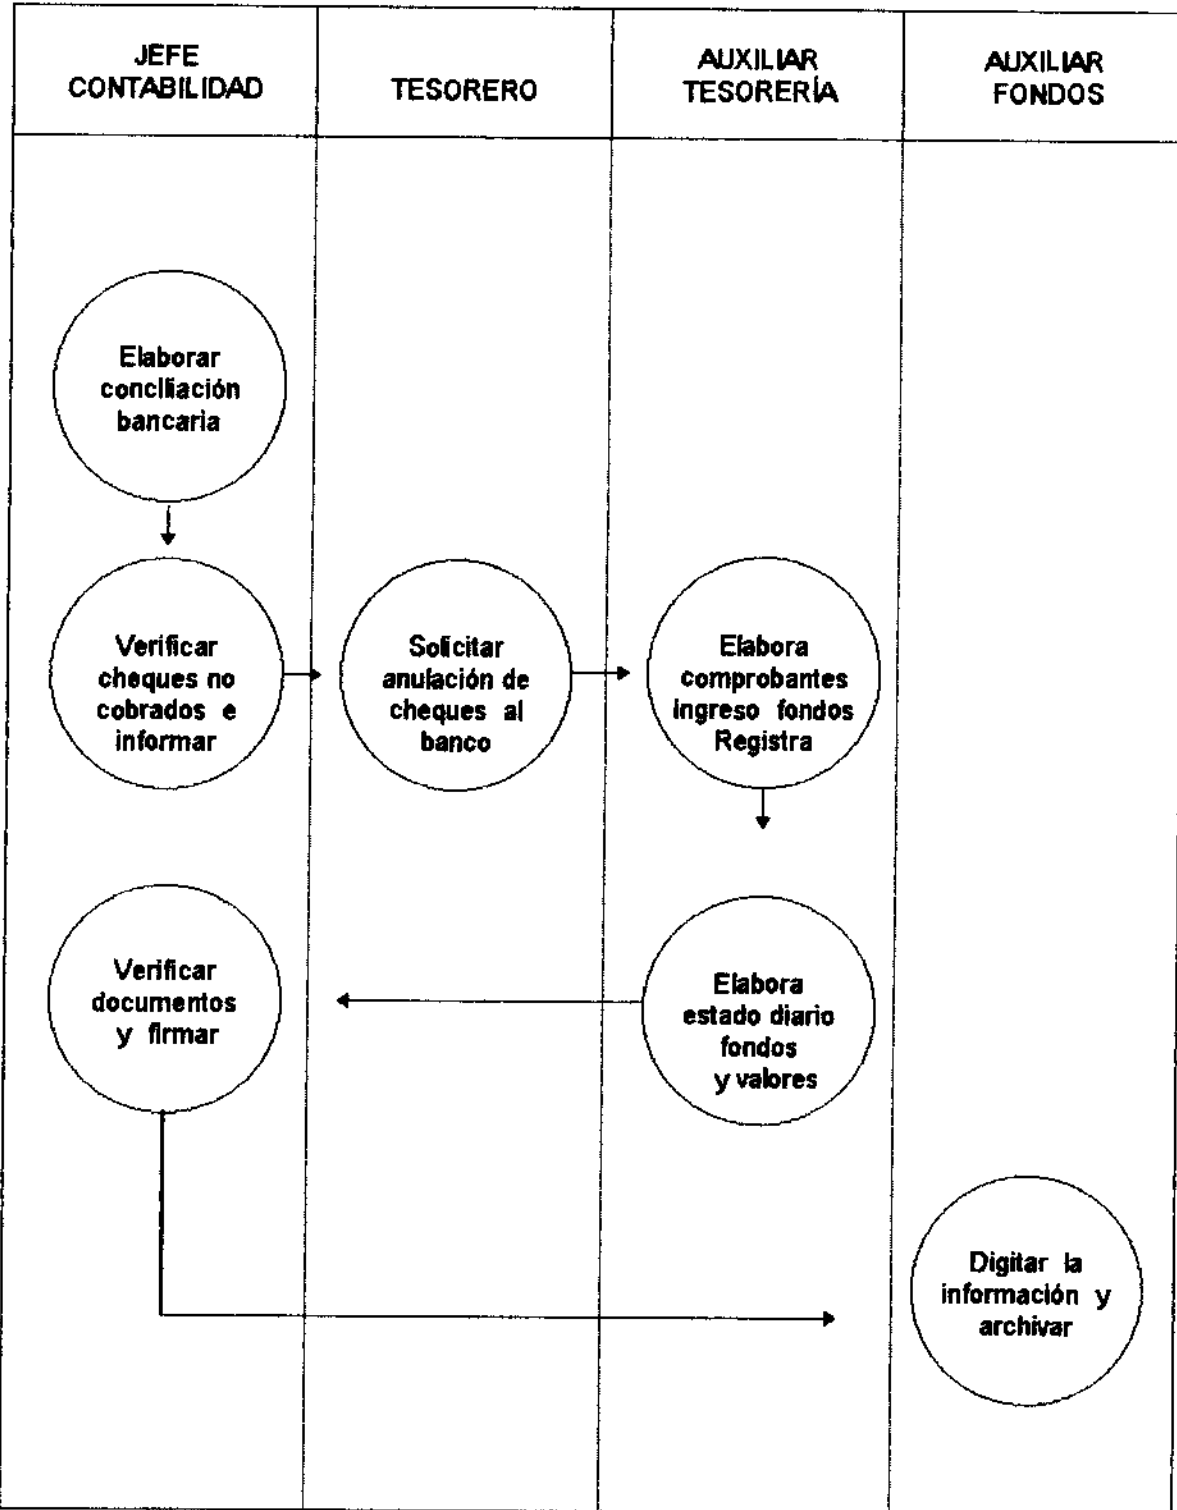 JEFE
CONTABILIDAD
TESORERO
AUXILIAR
TESORERÍA
AUXILIAR
FONDOS
Elaborar
conciliación
bancaria
Verificar
cheques no
cobrados e
informar
Solicitar
anulación de
cheques al
banco
Elabora
comprobantes
ingreso fondos
Registra
Verificar
documentos
y firmar
Elabora
estado diario
fondos
y valores
Digitar la
información y
archivar